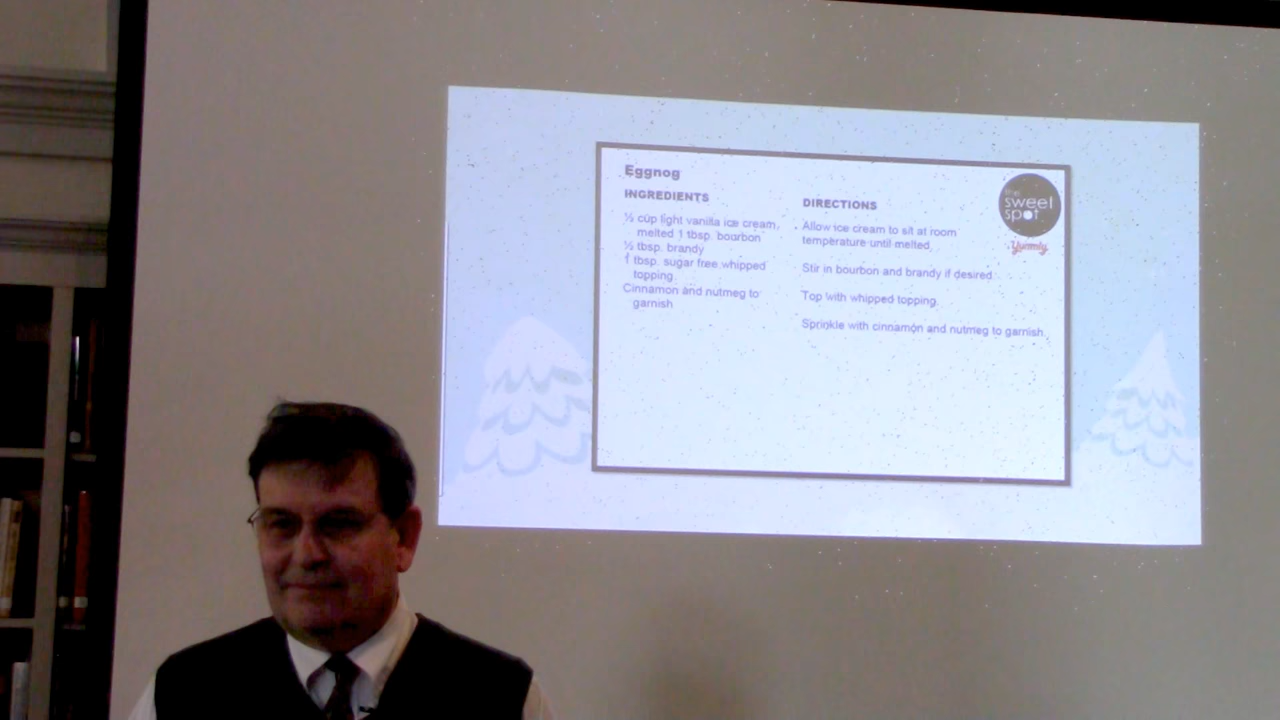 Eggnog
INGREDIENTS
½ cup light vanilla ice cream,
melted 1 tbsp. bourbon
½ tbsp. brandy
1 tbsp. sugar free whipped
topping.
Cinnamon and nutmeg to
garnish
DIRECTIONS
Allow ice cream to sit at room
temperature until melted.
Stir in bourbon and brandy if desired
Top with whipped topping.
Sprinkle with cinnamon and nutmeg to garnish.
the
sweet
spot
Yummly